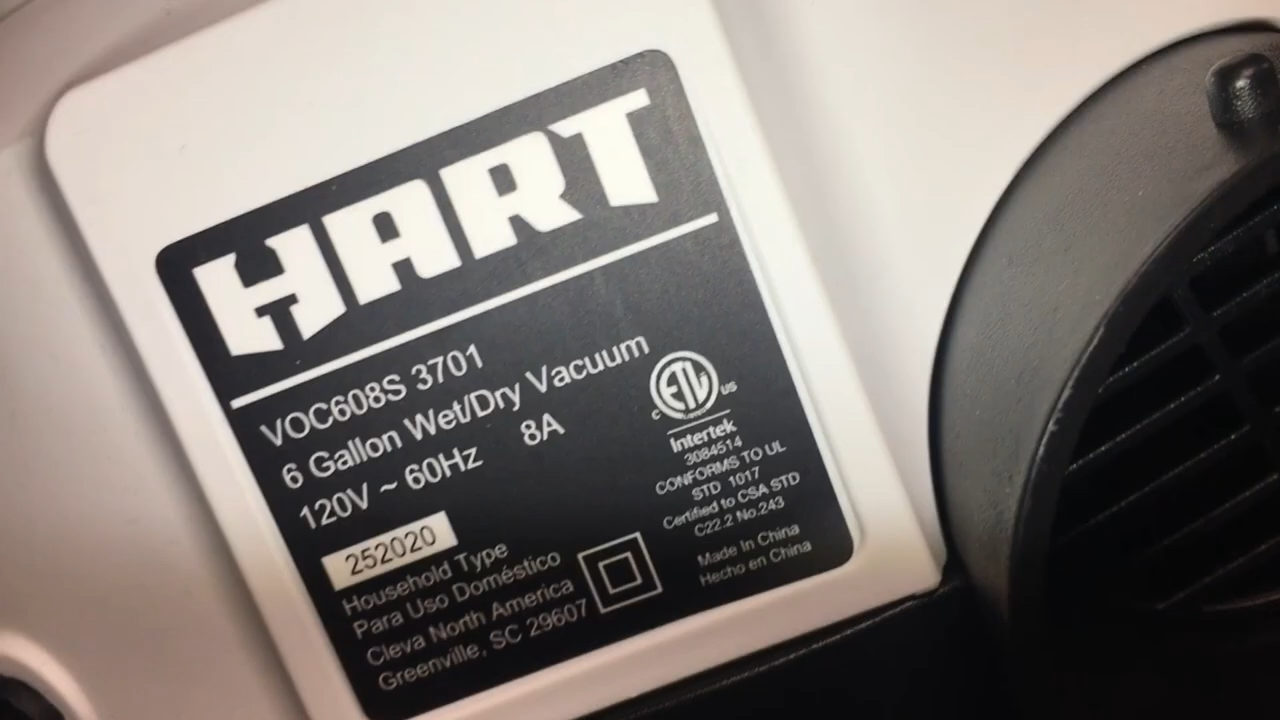 HART
VOC608S 3701
6 Gallon Wet/Dry Vacuum
120V ~ 60Hz 8A
252020
Household Type
Para Uso Doméstico
Cleva North America
Greenville, SC 29607
ETL
C US
Intertek
3084514
CONFORMS TO UL
STD 1017
Certified to CSA STD
C22.2 No.243
Made In China
Hecho en China